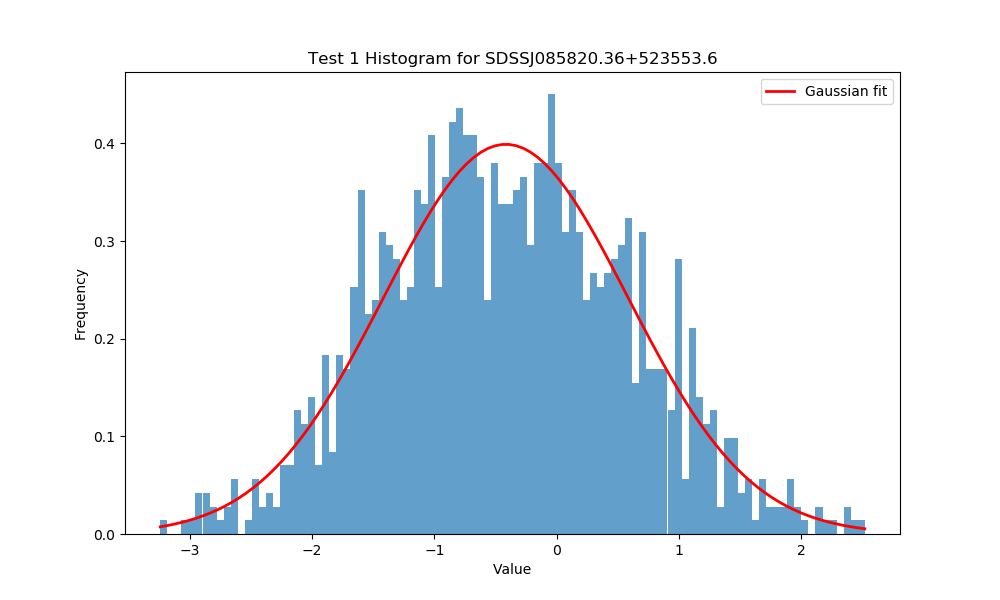 Test 1 Histogram for SDSSJ085820.36+523553.6
Gaussian fit
0.4
0.3
0.2
0.1
0.0
Frequency
−3
−2
−1
0
1
2
Value